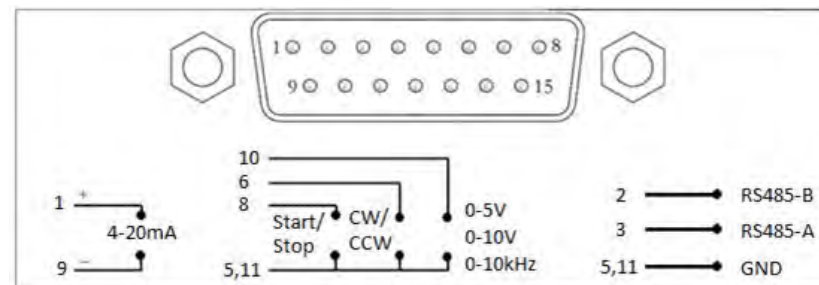 1 8
9 15
10
6
8
1 +
4-20mA
9 −
Start/
Stop
CW/
CCW
0-5V
0-10V
0-10kHz
5,11
2 RS485-B
3 RS485-A
5,11 GND